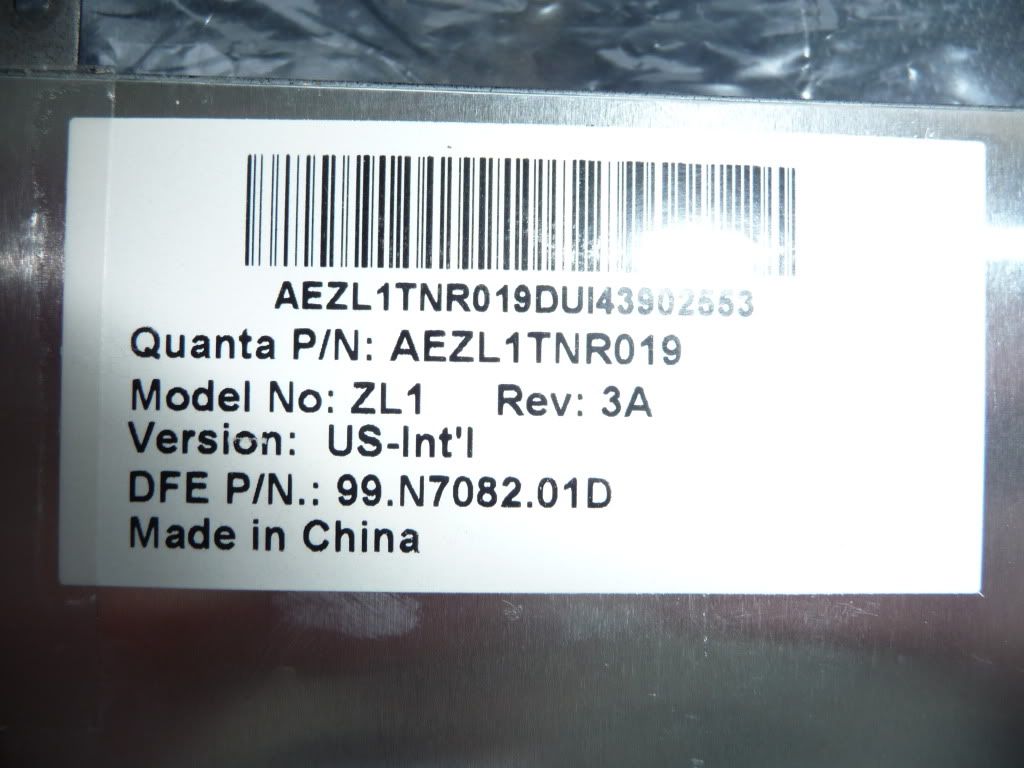 AEZL1TNR019DUI43902553
Quanta P/N: AEZL1TNR019
Model No: ZL1 Rev: 3A
Version: US-Int'l
DFE P/N.: 99.N7082.01D
Made in China